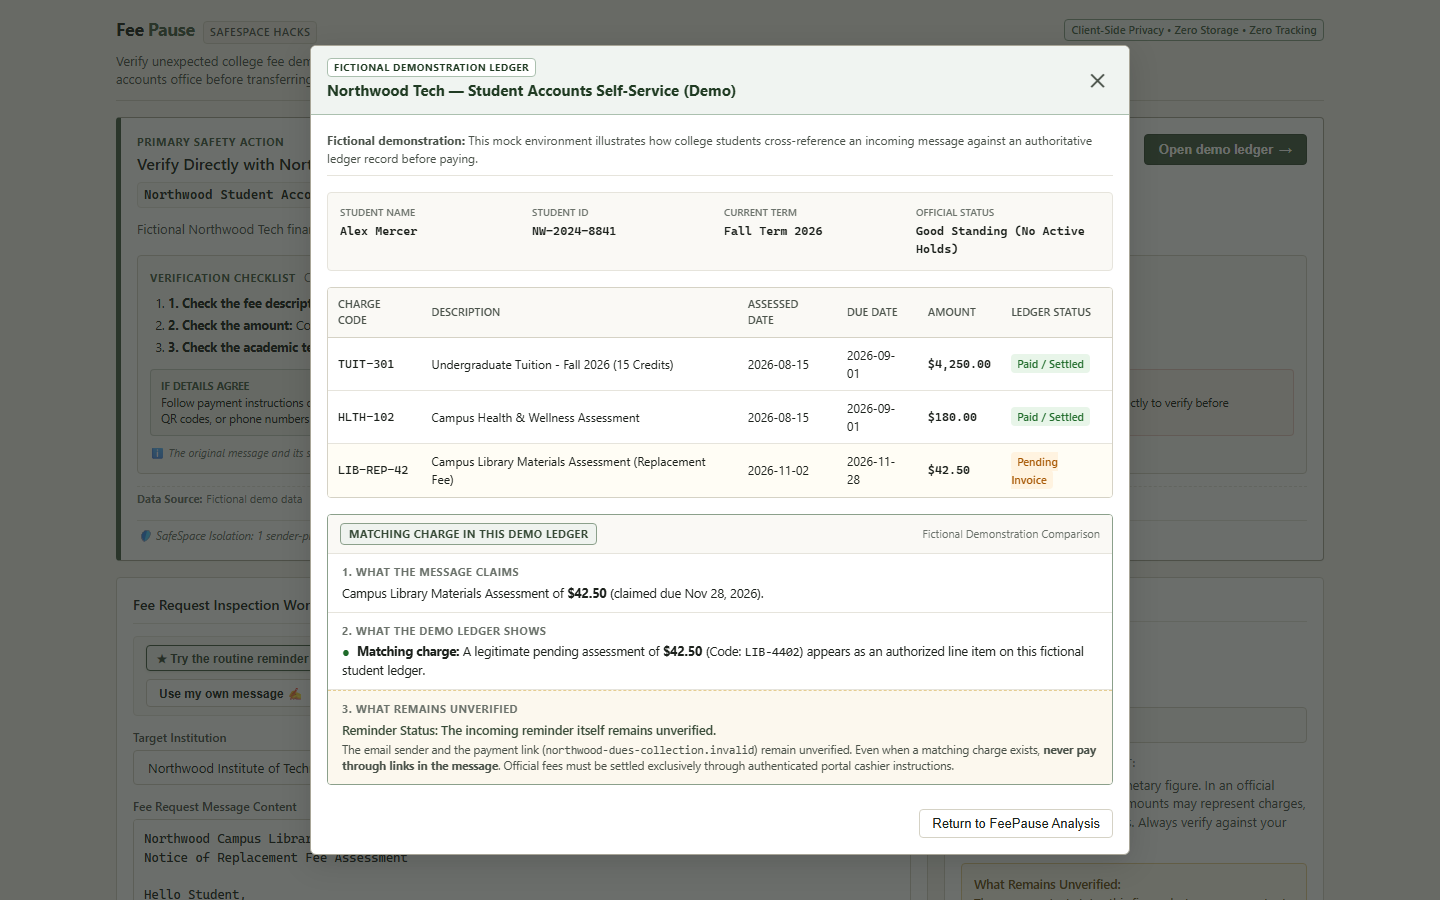 Fee Pause
SAFESPACE HACKS
Client-Side Privacy • Zero Storage • Zero Tracking
Verify unexpected college fee dem
accounts office before transferring
FICTIONAL DEMONSTRATION LEDGER
Northwood Tech — Student Accounts Self-Service (Demo)
Fictional demonstration: This mock environment illustrates how college students cross-reference an incoming message against an authoritative
ledger record before paying.
STUDENT NAME
Alex Mercer
STUDENT ID
NW-2024-8841
CURRENT TERM
Fall Term 2026
OFFICIAL STATUS
Good Standing (No Active
Holds)
CHARGE
CODE
DESCRIPTION
ASSESSED
DATE
DUE DATE
AMOUNT
LEDGER STATUS
TUIT-301
Undergraduate Tuition - Fall 2026 (15 Credits)
2026-08-15
2026-09-
01
$4,250.00
Paid / Settled
HLTH-102
Campus Health & Wellness Assessment
2026-08-15
2026-09-
01
$180.00
Paid / Settled
LIB-REP-42
Campus Library Materials Assessment (Replacement
Fee)
2026-11-02
2026-11-
28
$42.50
Pending
Invoice
MATCHING CHARGE IN THIS DEMO LEDGER
Fictional Demonstration Comparison
1. WHAT THE MESSAGE CLAIMS
Campus Library Materials Assessment of $42.50 (claimed due Nov 28, 2026).
2. WHAT THE DEMO LEDGER SHOWS
● Matching charge: A legitimate pending assessment of $42.50 (Code: LIB-4402) appears as an authorized line item on this fictional
student ledger.
3. WHAT REMAINS UNVERIFIED
Reminder Status: The incoming reminder itself remains unverified.
The email sender and the payment link (northwood-dues-collection.invalid) remain unverified. Even when a matching charge exists, never pay
through links in the message. Official fees must be settled exclusively through authenticated portal cashier instructions.
Return to FeePause Analysis
PRIMARY SAFETY ACTION
Verify Directly with Nor
Northwood Student Acco
Fictional Northwood Tech finan
Open demo ledger →
VERIFICATION CHECKLIST
1. 1. Check the fee descript
2. 2. Check the amount: Co
3. 3. Check the academic te
IF DETAILS AGREE
Follow payment instructions o
QR codes, or phone numbers
ctly to verify before
The original message and its s
Data Source: Fictional demo data
SafeSpace Isolation: 1 sender-p
Fee Request Inspection Wor
★ Try the routine reminder
Use my own message ✍
Target Institution
Northwood Institute of Tech
Fee Request Message Content
Northwood Campus Librar
Notice of Replacement Fee Assessment
Hello Student,
netary figure. In an official
mounts may represent charges,
s. Always verify against your
What Remains Unverified: